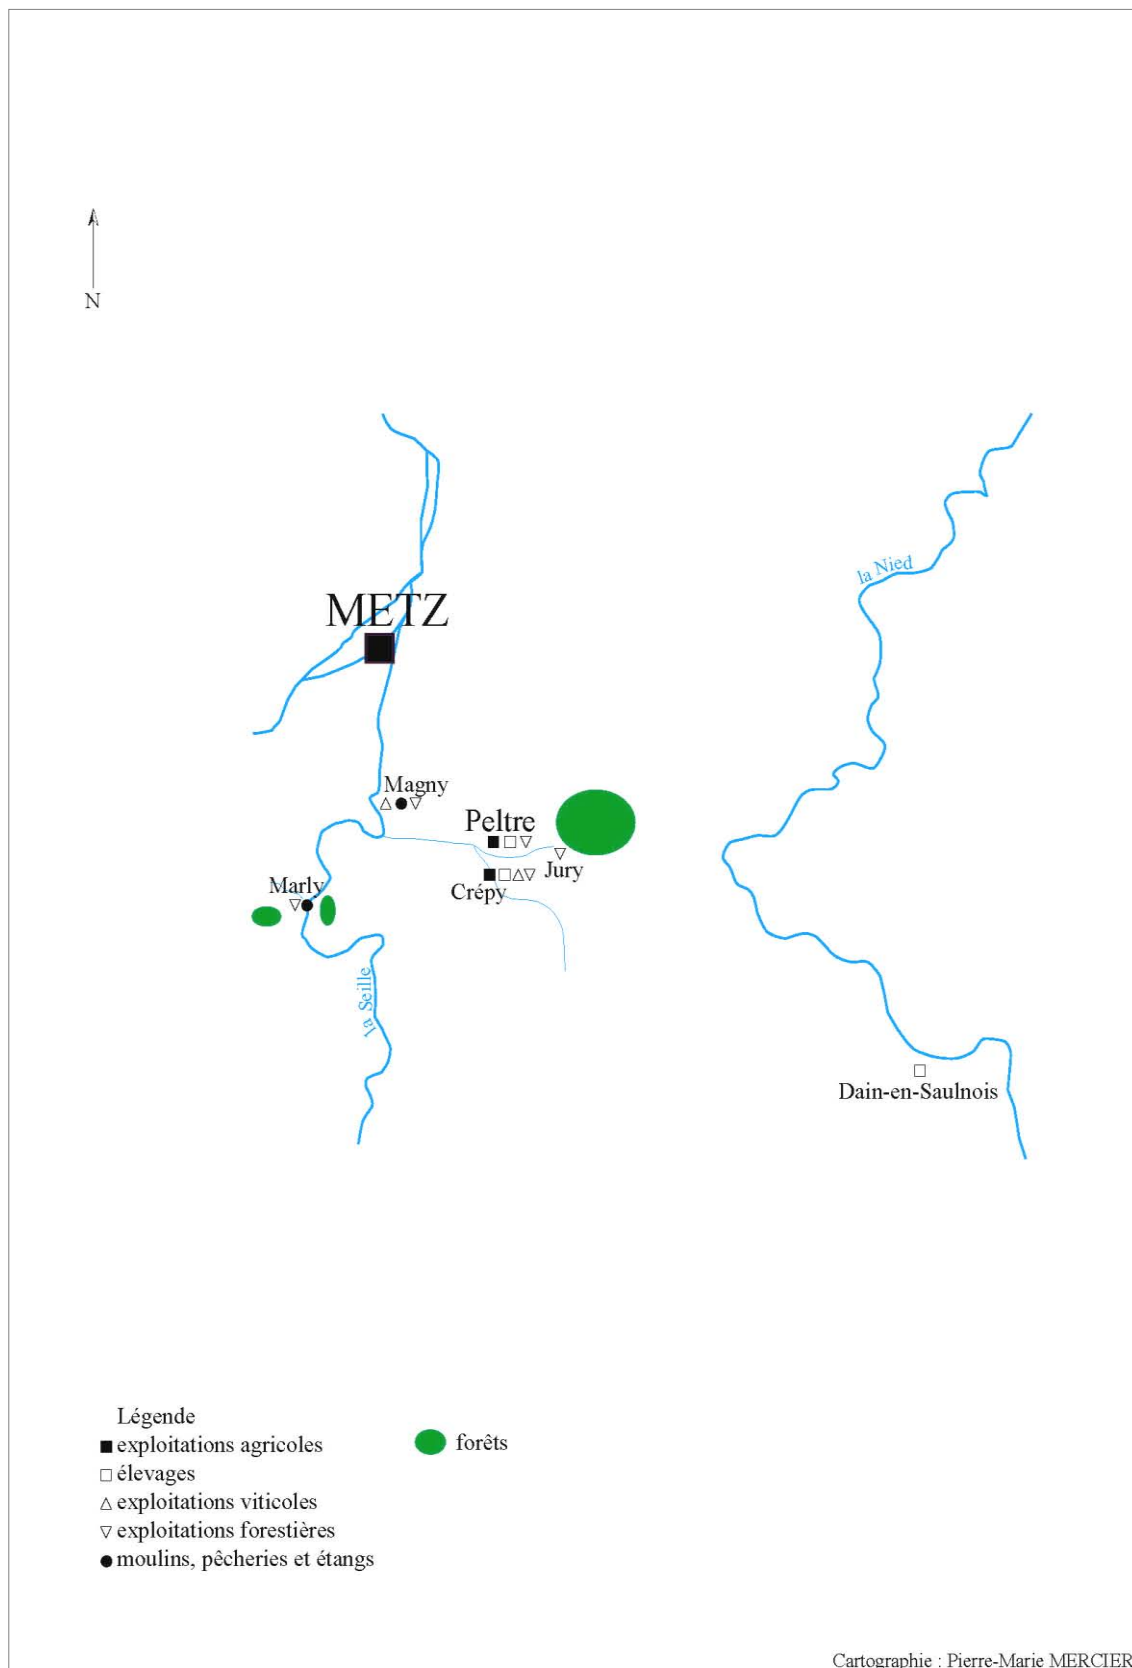 N
la Nied
METZ
Magny
Peltre
Jury
Marly
Crépy
la Seille
Dain-en-Saulnois
Légende
exploitations agricoles
forêts
élevages
exploitations viticoles
exploitations forestières
moulins, pêcheries et étangs
Cartographie : Pierre-Marie MERCIER